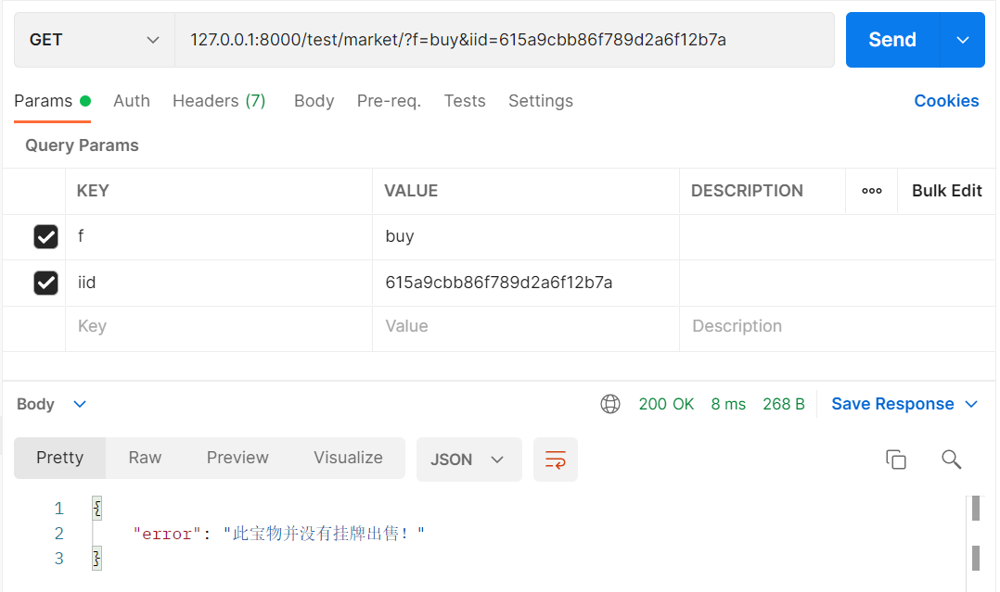 GET 127.0.0.1:8000/test/market/?f=buy&iid=615a9cbb86f789d2a6f12b7a Send
Params Auth Headers (7) Body Pre-req. Tests Settings Cookies
Query Params
KEY VALUE DESCRIPTION ooo Bulk Edit
f buy
iid 615a9cbb86f789d2a6f12b7a
Key Value Description
Body 200 OK 8 ms 268 B Save Response
Pretty Raw Preview Visualize JSON
1 {
2 "error": "此宝物并没有挂牌出售！"
3 }